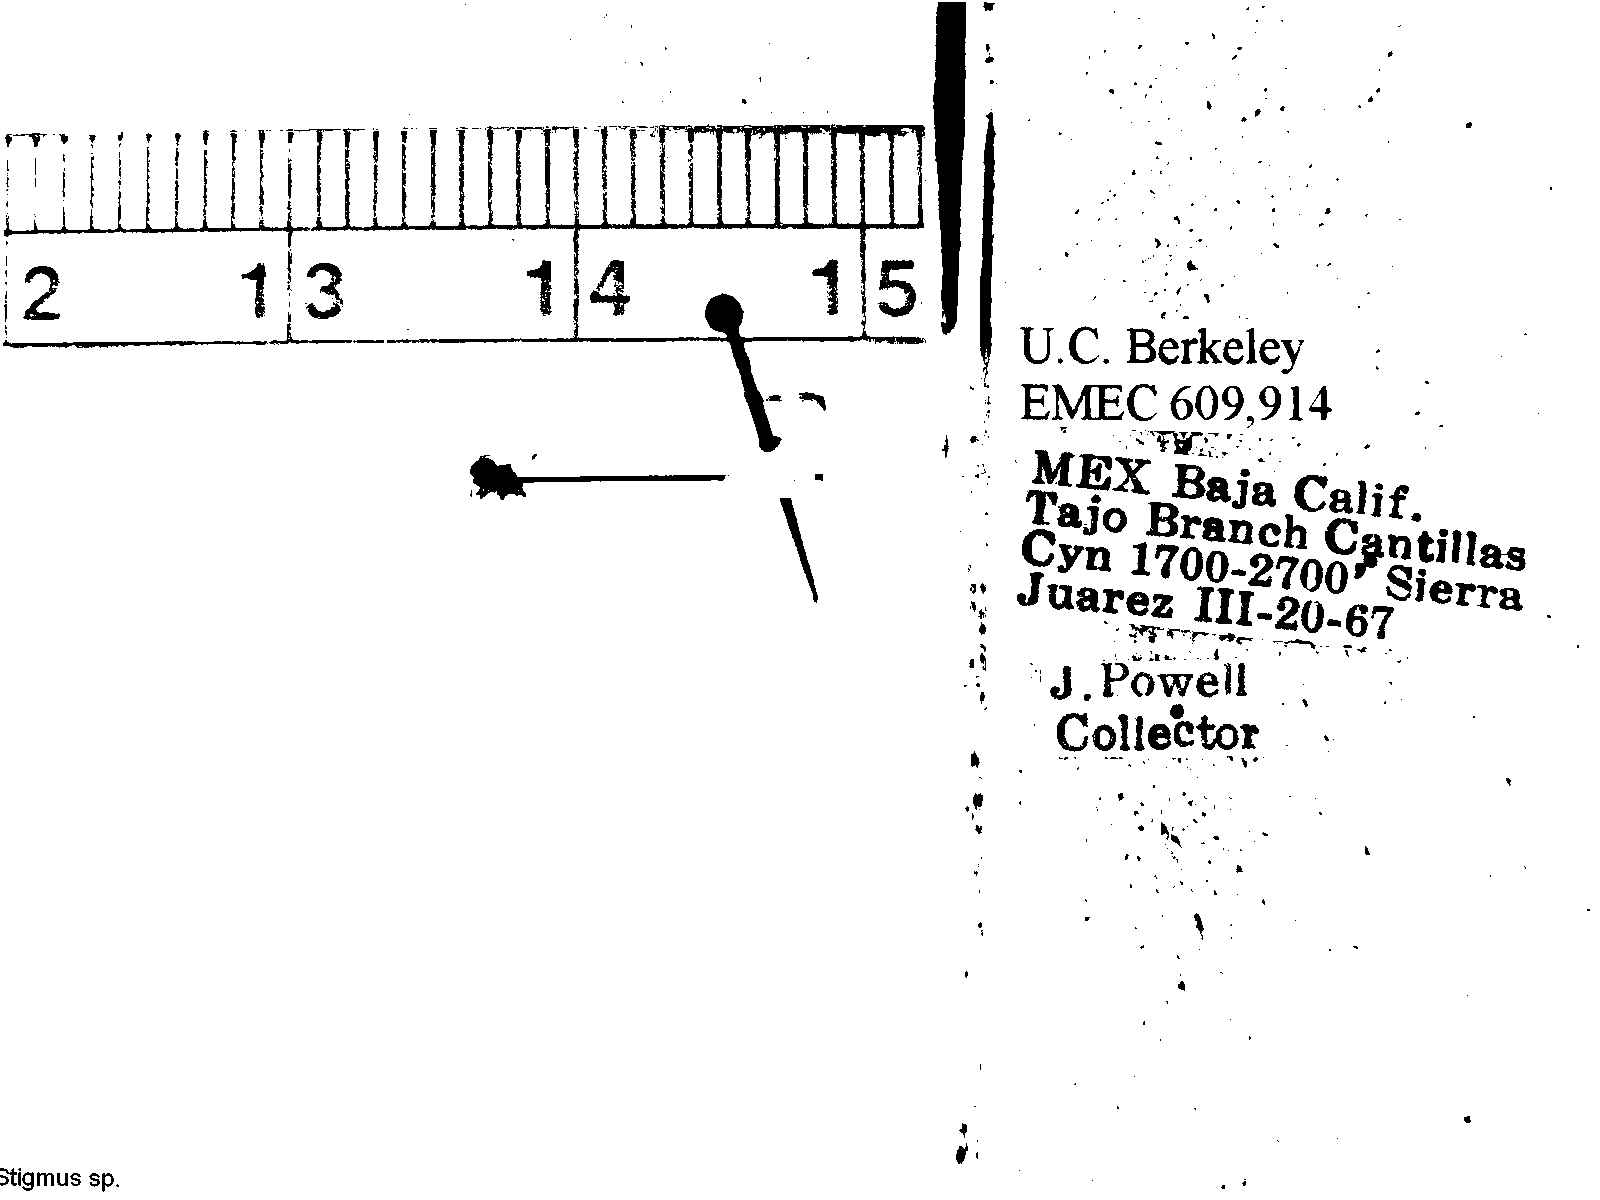 2 1 3 1 4 1 5
U.C. Berkeley
EMEC 609,914
MEX Baja Calif.
Tajo Branch Cantillas
Cyn 1700-2700' Sierra
Juarez III-20-67
J. Powell
Collector
Stigmus sp.